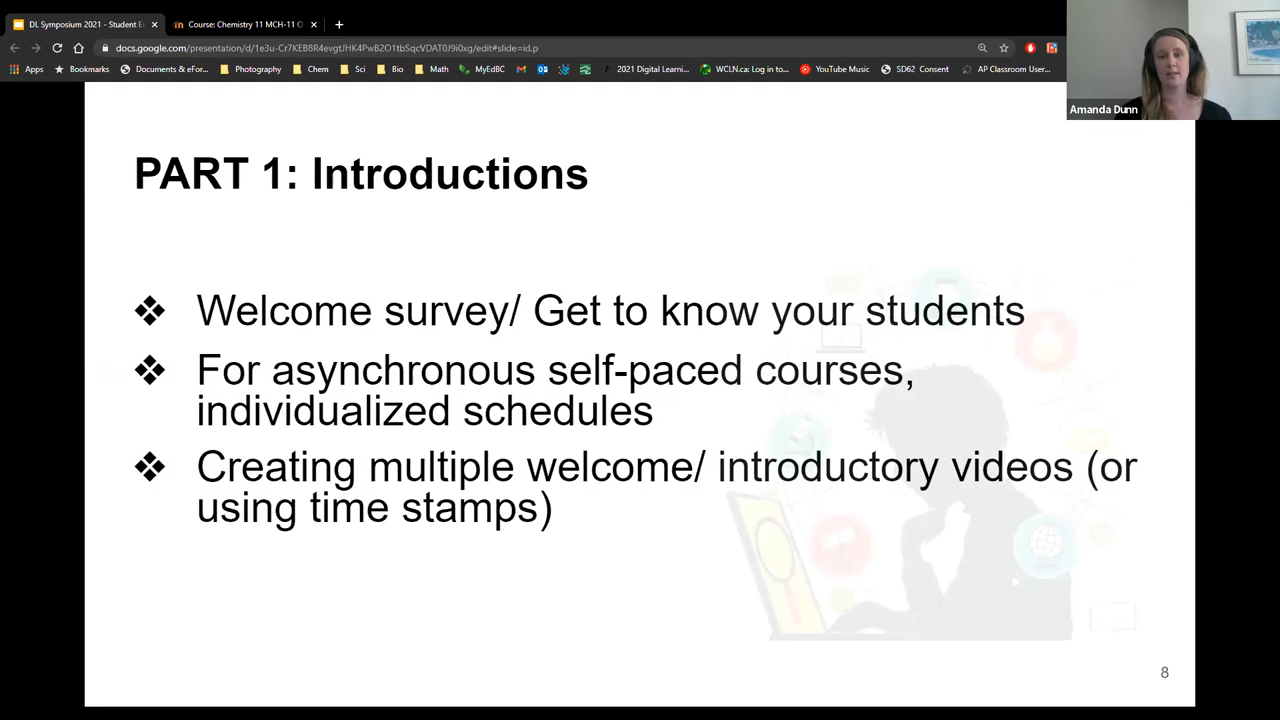 DL Symposium 2021 - Student E
Course: Chemistry 11 MCH-11 O
docs.google.com/presentation/d/1e3u-Cr7KEB8R4evgtJHK4PwB2O1tbSqcVDAT0J9i0xg/edit#slide=id.p
Apps Bookmarks Documents & eFor... Photography Chem Sci Bio Math MyEdBC 2021 Digital Learni... WCLN.ca: Log in to... YouTube Music SD62 Consent AP Classroom User...
Amanda Dunn
PART 1: Introductions
❖ Welcome survey/ Get to know your students
❖ For asynchronous self-paced courses,
individualized schedules
❖ Creating multiple welcome/ introductory videos (or
using time stamps)
8